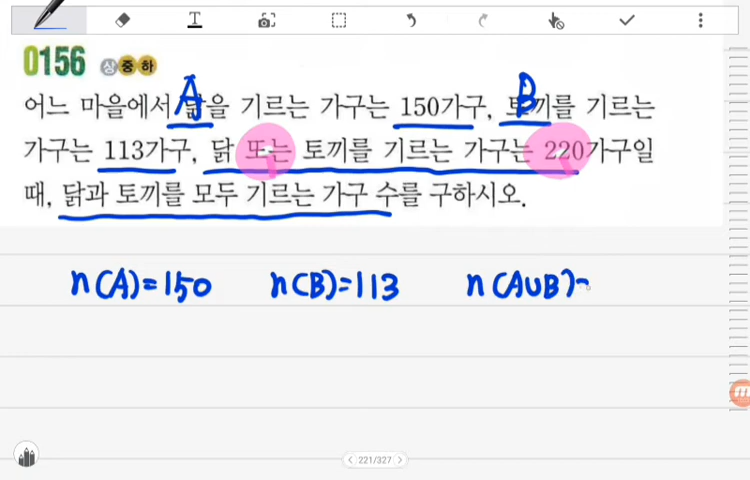 T
0156 상 중 하
A B
어느 마을에서 닭을 기르는 가구는 150가구, 토끼를 기르는
가구는 113가구, 닭 또는 토끼를 기르는 가구는 220가구일
때, 닭과 토끼를 모두 기르는 가구 수를 구하시오.
n(A)=150 n(B)=113 n(A∪B)=
221/327